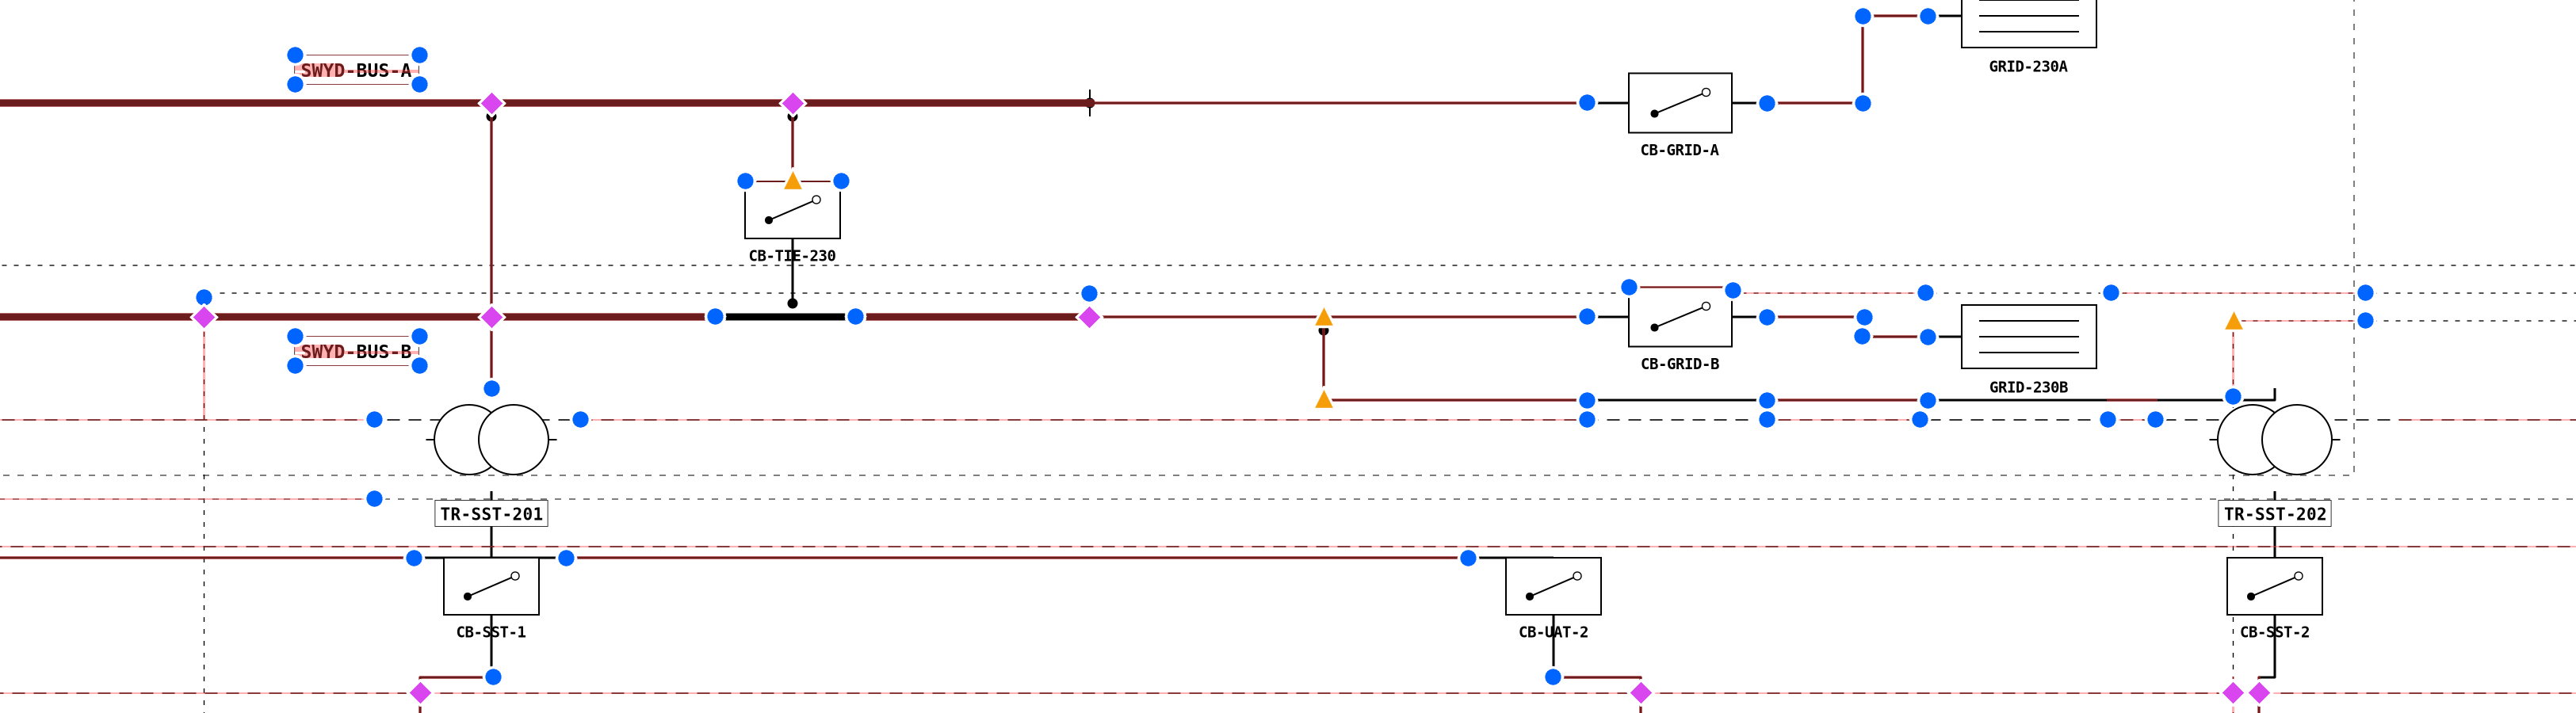 GRID-230A
SWYD-BUS-A
CB-GRID-A
CB-TIE-230
SWYD-BUS-B
CB-GRID-B
GRID-230B
TR-SST-201
TR-SST-202
CB-SST-1
CB-UAT-2
CB-SST-2